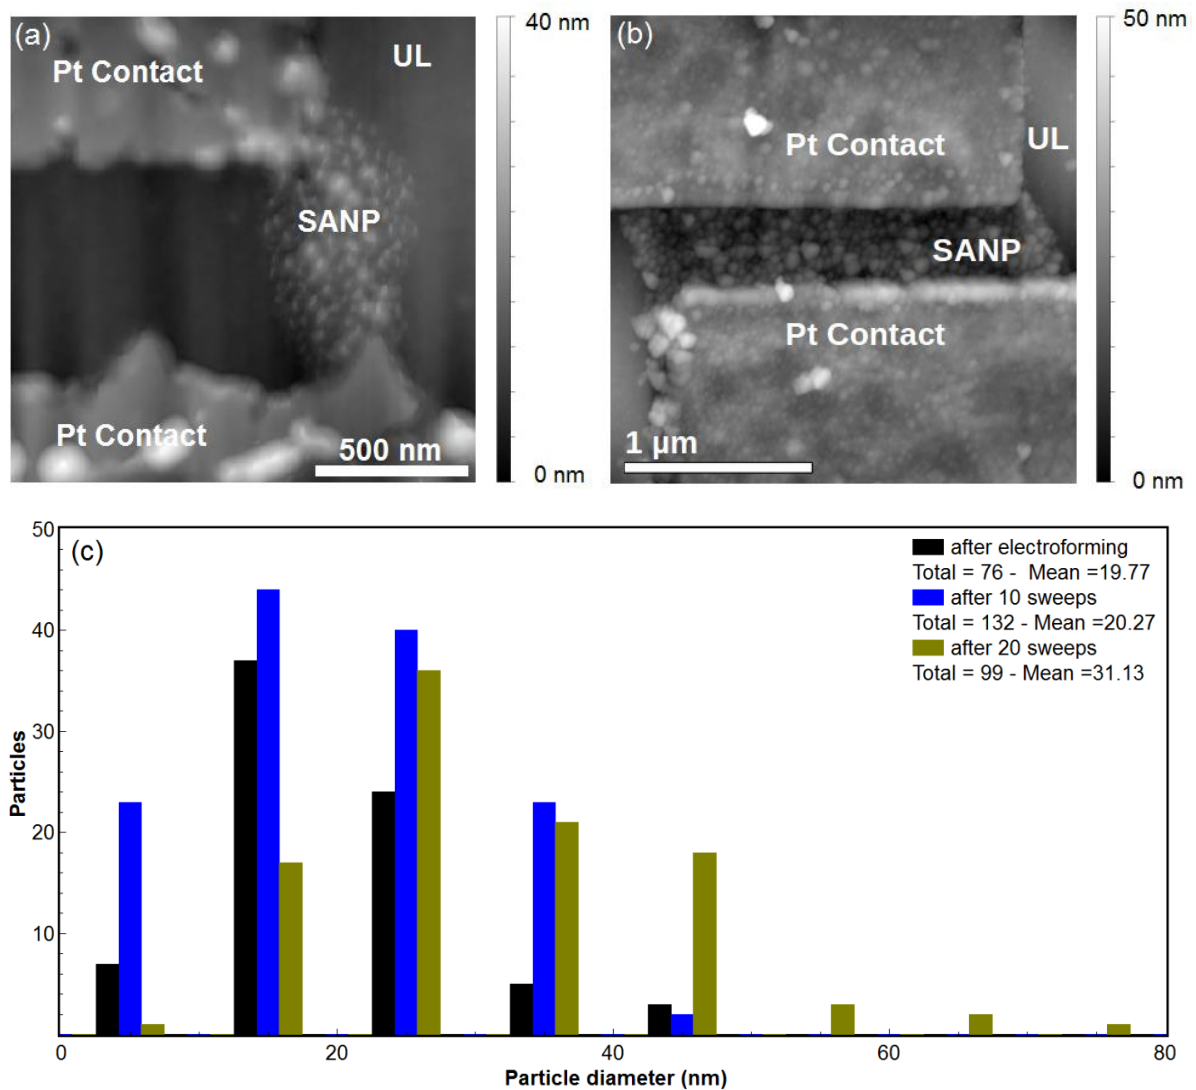 (a)
Pt Contact
UL
SANP
Pt Contact
500 nm
40 nm
0 nm
(b)
Pt Contact
UL
SANP
Pt Contact
1 µm
50 nm
0 nm
(c)
after electroforming
Total = 76 -  Mean =19.77
after 10 sweeps
Total = 132 - Mean =20.27
after 20 sweeps
Total = 99 - Mean =31.13
Particles
50
40
30
20
10
0
20
40
60
80
Particle diameter (nm)